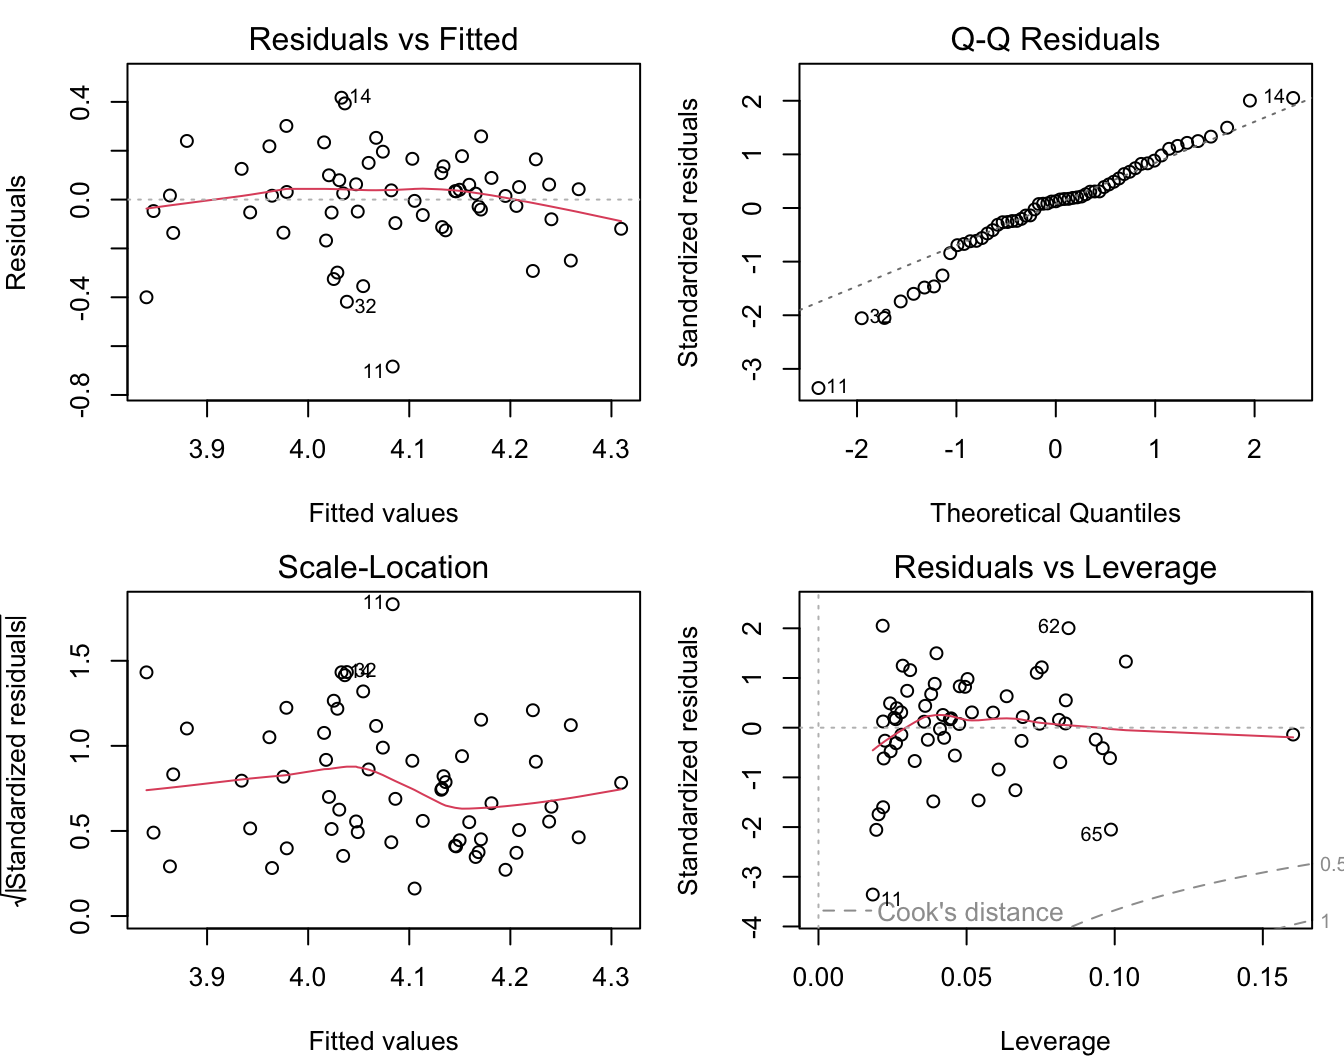 Residuals vs Fitted
Residuals
0.4
0.0
-0.4
-0.8
14
32
11
3.9 4.0 4.1 4.2 4.3
Fitted values
Q-Q Residuals
Standardized residuals
2
1
0
-1
-2
-3
14
32
11
-2 -1 0 1 2
Theoretical Quantiles
Scale-Location
√|Standardized residuals|
1.5
1.0
0.5
0.0
11
32
14
3.9 4.0 4.1 4.2 4.3
Fitted values
Residuals vs Leverage
Standardized residuals
2
1
0
-1
-2
-3
-4
62
65
11
Cook's distance
0.5
1
0.00 0.05 0.10 0.15
Leverage